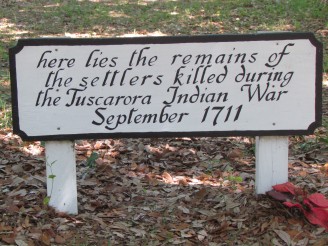 here lies the remains of
the settlers killed during
the Tuscarora Indian War
September 1711